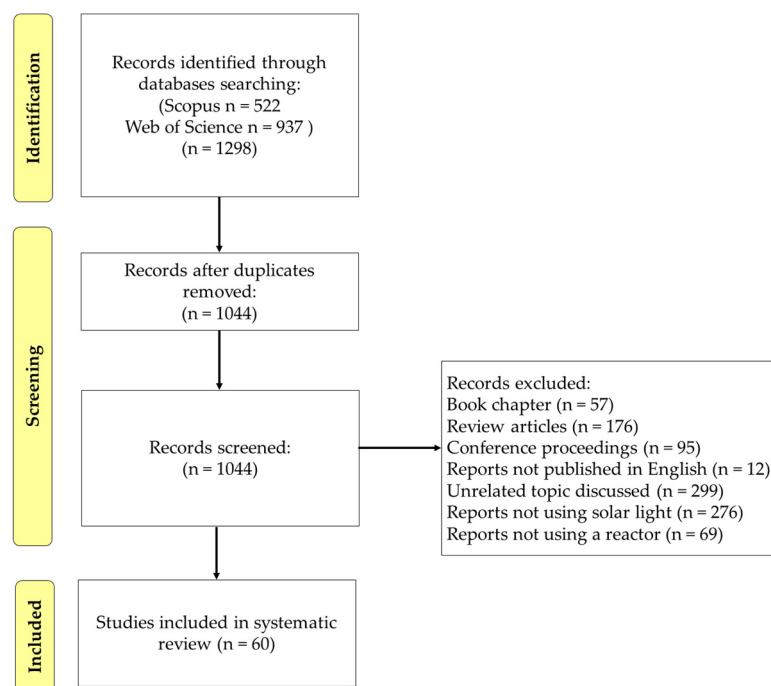 Identification
Records identified through
databases searching:
(Scopus n = 522
Web of Science n = 937 )
(n = 1298)
Screening
Records after duplicates
removed:
(n = 1044)
Records screened:
(n = 1044)
Records excluded:
Book chapter (n = 57)
Review articles (n = 176)
Conference proceedings (n = 95)
Reports not published in English (n = 12)
Unrelated topic discussed (n = 299)
Reports not using solar light (n = 276)
Reports not using a reactor (n = 69)
Included
Studies included in systematic
review (n = 60)